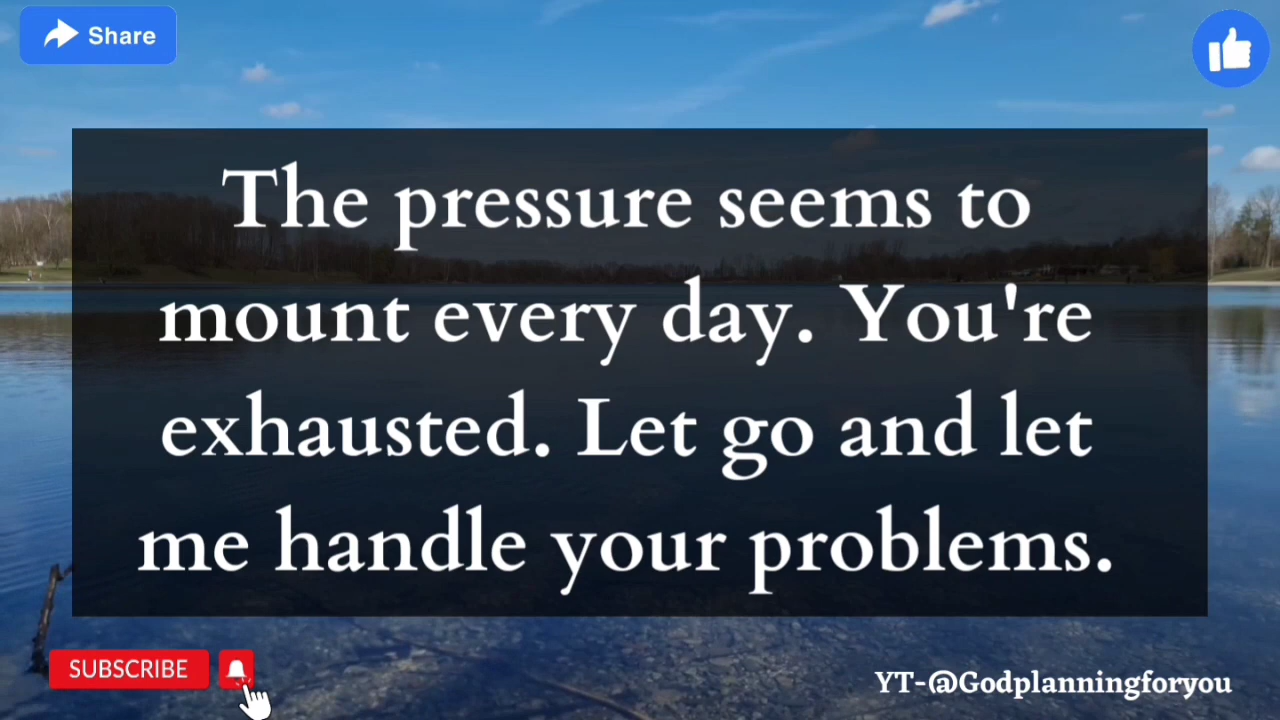 Share
The pressure seems to
mount every day. You're
exhausted. Let go and let
me handle your problems.
SUBSCRIBE
YT-@Godplanningforyou